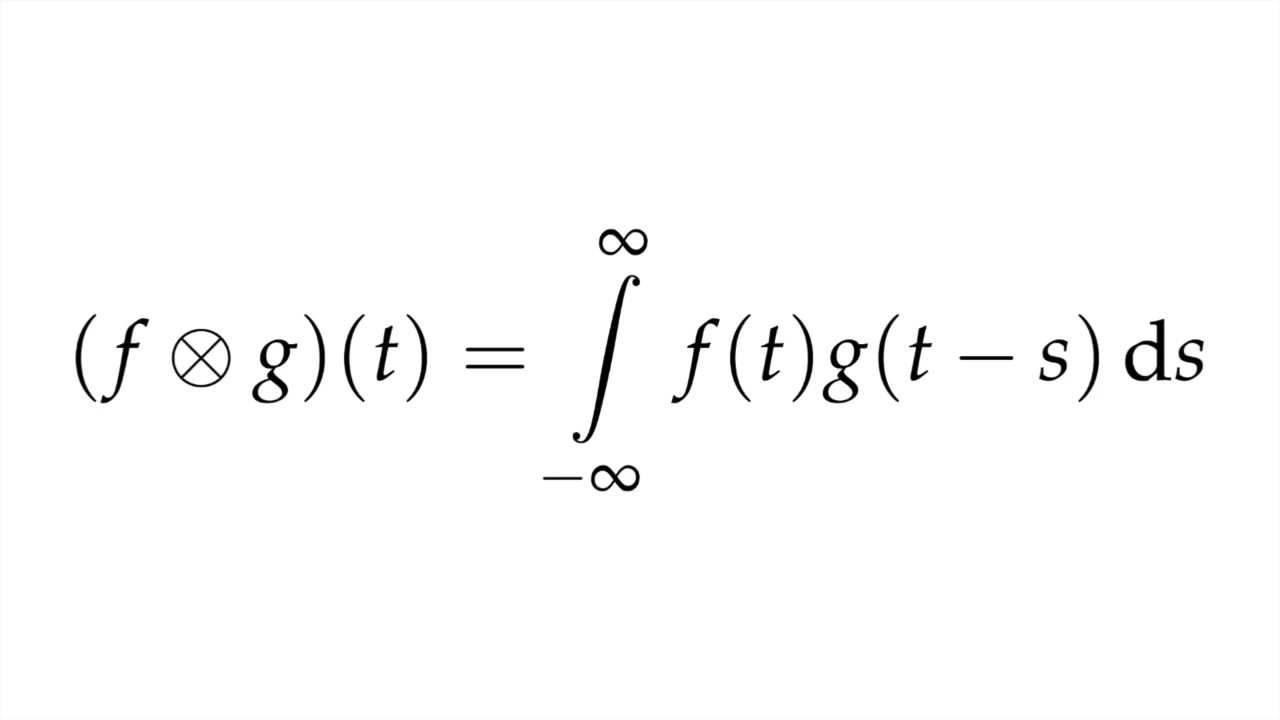 (f ⊗ g)(t) = ∫_{-∞}^{∞} f(t)g(t − s) ds